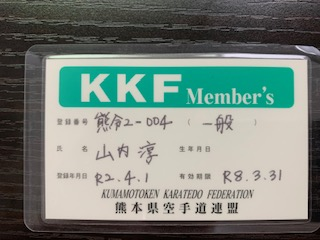 KKF Member's
登録番号 熊令2-004 (一般)
氏名 山内淳 生年月日
登録年月日 R2.4.1 有効期限 R8.3.31
KUMAMOTOKEN KARATEDO FEDERATION
熊本県空手道連盟